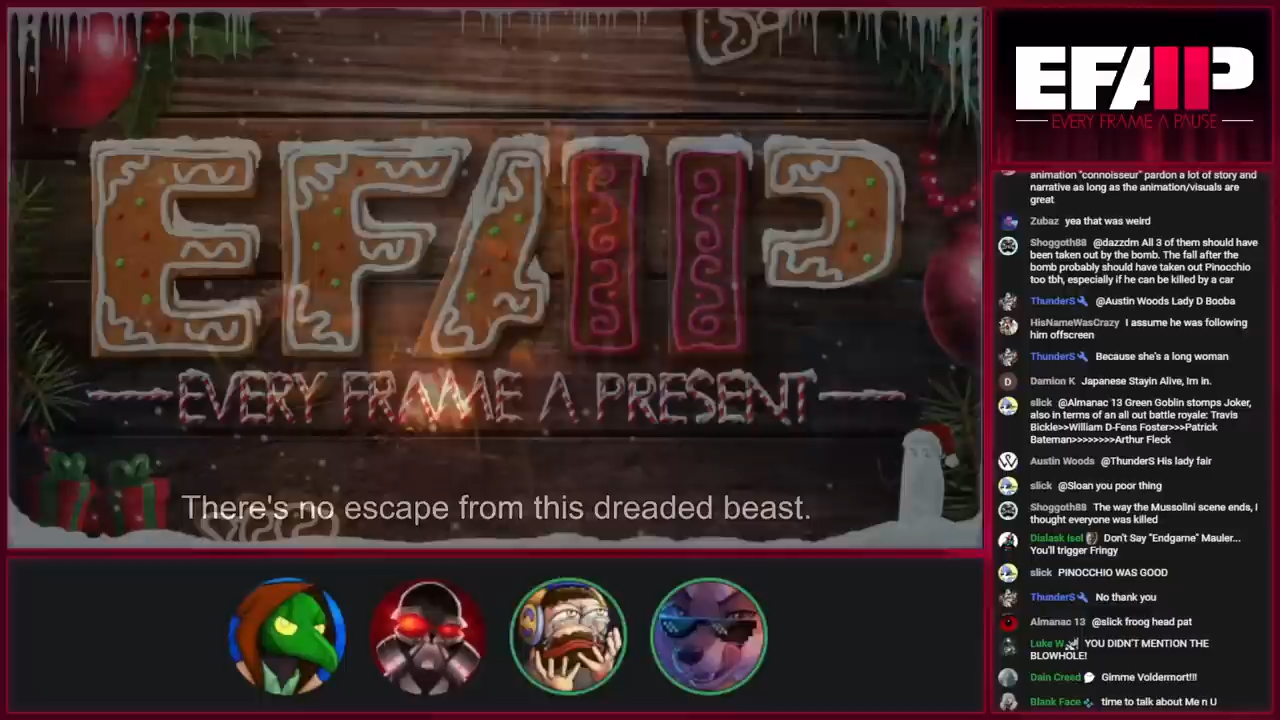 EFAIIP
EVERY FRAME A PRESENT
There's no escape from this dreaded beast.
EFAIIP
EVERY FRAME A PAUSE
animation "connoisseur" pardon a lot of story and
narrative as long as the animation/visuals are
great
Zubaz yea that was weird
Shoggoth88 @dazzdm All 3 of them should have
been taken out by the bomb. The fall after the
bomb probably should have taken out Pinocchio
too tbh, especially if he can be killed by a car
ThunderS @Austin Woods Lady D Booba
HisNameWasCrazy I assume he was following
him offscreen
ThunderS Because she's a long woman
D Damion K Japanese Stayin Alive, Im in.
slick @Almanac 13 Green Goblin stomps Joker,
also in terms of an all out battle royale: Travis
Bickle>>William D-Fens Foster>>>Patrick
Bateman>>>>>>>>Arthur Fleck
Austin Woods @ThunderS His lady fair
slick @Sloan you poor thing
Shoggoth88 The way the Mussolini scene ends, I
thought everyone was killed
Dialask Isel Don't Say "Endgame" Mauler...
You'll trigger Fringy
slick PINOCCHIO WAS GOOD
ThunderS No thank you
Almanac 13 @slick froog head pat
Luke W YOU DIDN'T MENTION THE
BLOWHOLE!
Dain Creed Gimme Voldermort!!!
Blank Face time to talk about Me n U